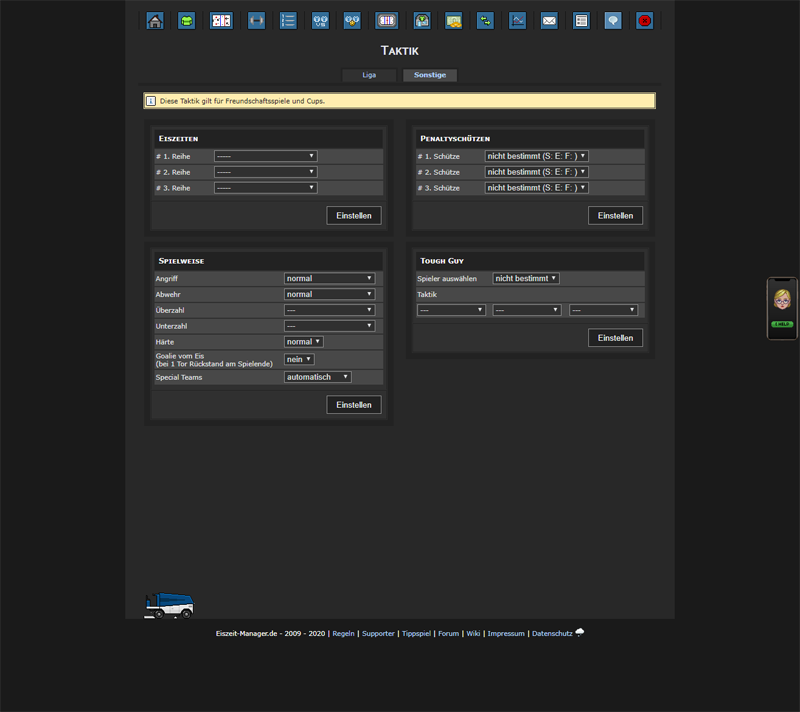 Taktik
Liga
Sonstige
Diese Taktik gilt für Freundschaftsspiele und Cups.
Eiszeiten
# 1. Reihe -----
# 2. Reihe -----
# 3. Reihe -----
Einstellen
Penaltyschützen
# 1. Schütze nicht bestimmt (S: E: F: )
# 2. Schütze nicht bestimmt (S: E: F: )
# 3. Schütze nicht bestimmt (S: E: F: )
Einstellen
Spielweise
Angriff normal
Abwehr normal
Überzahl ---
Unterzahl ---
Härte normal
Goalie vom Eis
(bei 1 Tor Rückstand am Spielende) nein
Special Teams automatisch
Einstellen
Tough Guy
Spieler auswählen nicht bestimmt
Taktik
--- --- ---
Einstellen
HELP
Eiszeit-Manager.de - 2009 - 2020 | Regeln | Supporter | Tippspiel | Forum | Wiki | Impressum | Datenschutz